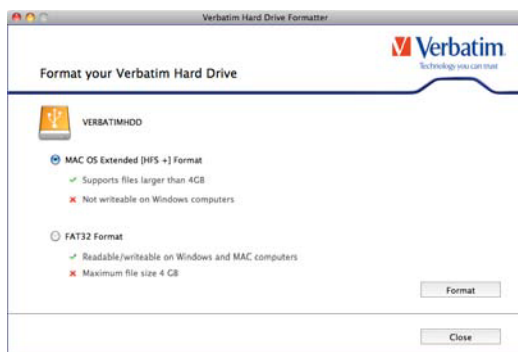 Verbatim Hard Drive Formatter
Verbatim.
Technology you can trust
Format your Verbatim Hard Drive
VERBATIMHDD
MAC OS Extended [HFS +] Format
Supports files larger than 4GB
Not writeable on Windows computers
FAT32 Format
Readable/writeable on Windows and MAC computers
Maximum file size 4 GB
Format
Close